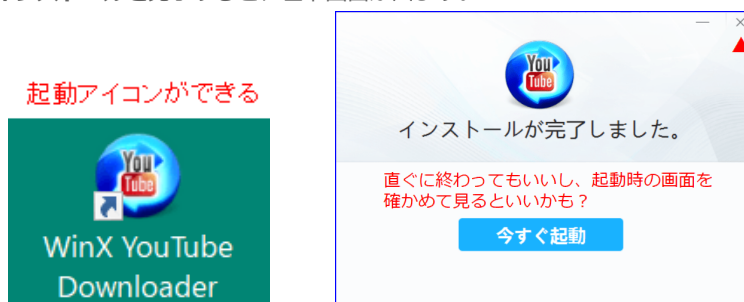 起動アイコンができる
You
Tube
WinX YouTube
Downloader
You
Tube
インストールが完了しました。
直ぐに終わってもいいし、起動時の画面を
確かめて見るといいかも?
今すぐ起動